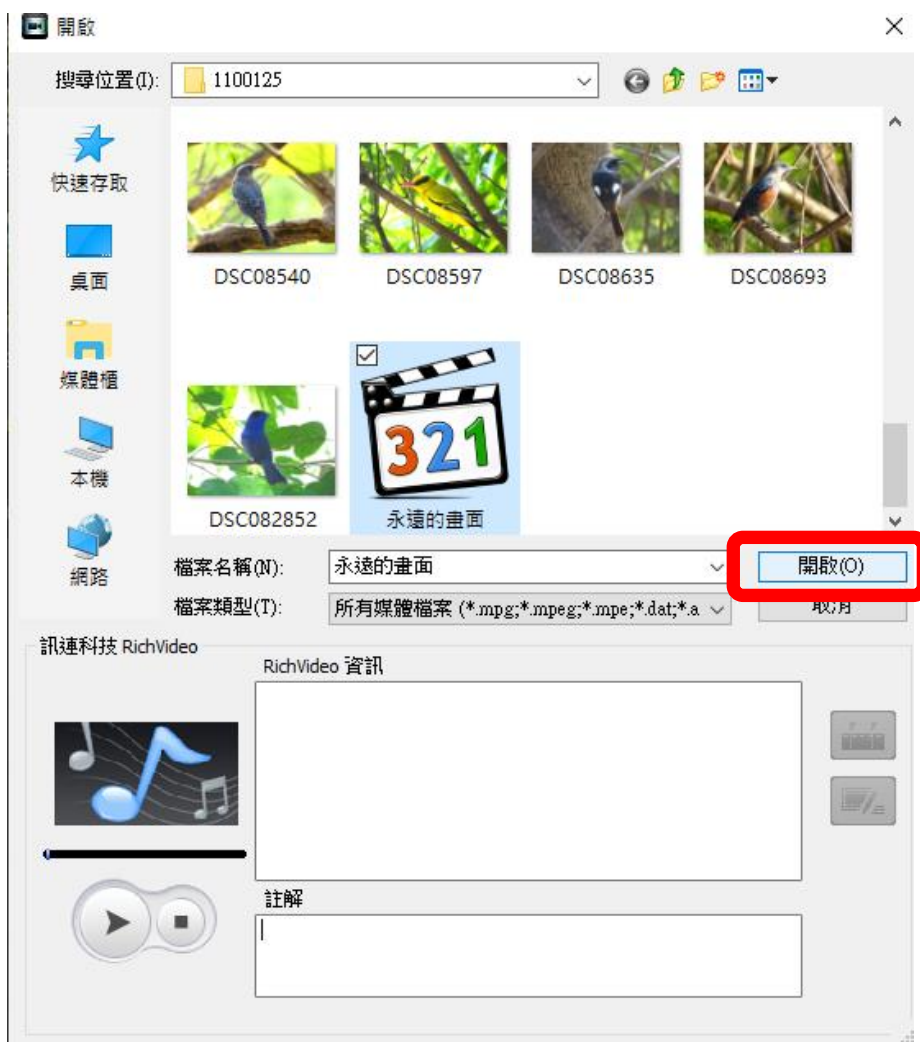 開啟
搜尋位置(I):
1100125
快速存取
桌面
媒體櫃
本機
網路
DSC08540
DSC08597
DSC08635
DSC08693
DSC082852
321
永遠的畫面
檔案名稱(N):
永遠的畫面
開啟(O)
檔案類型(T):
所有媒體檔案 (*.mpg;*.mpeg;*.mpe;*.dat;*.a
取消
訊連科技 RichVideo
RichVideo 資訊
註解